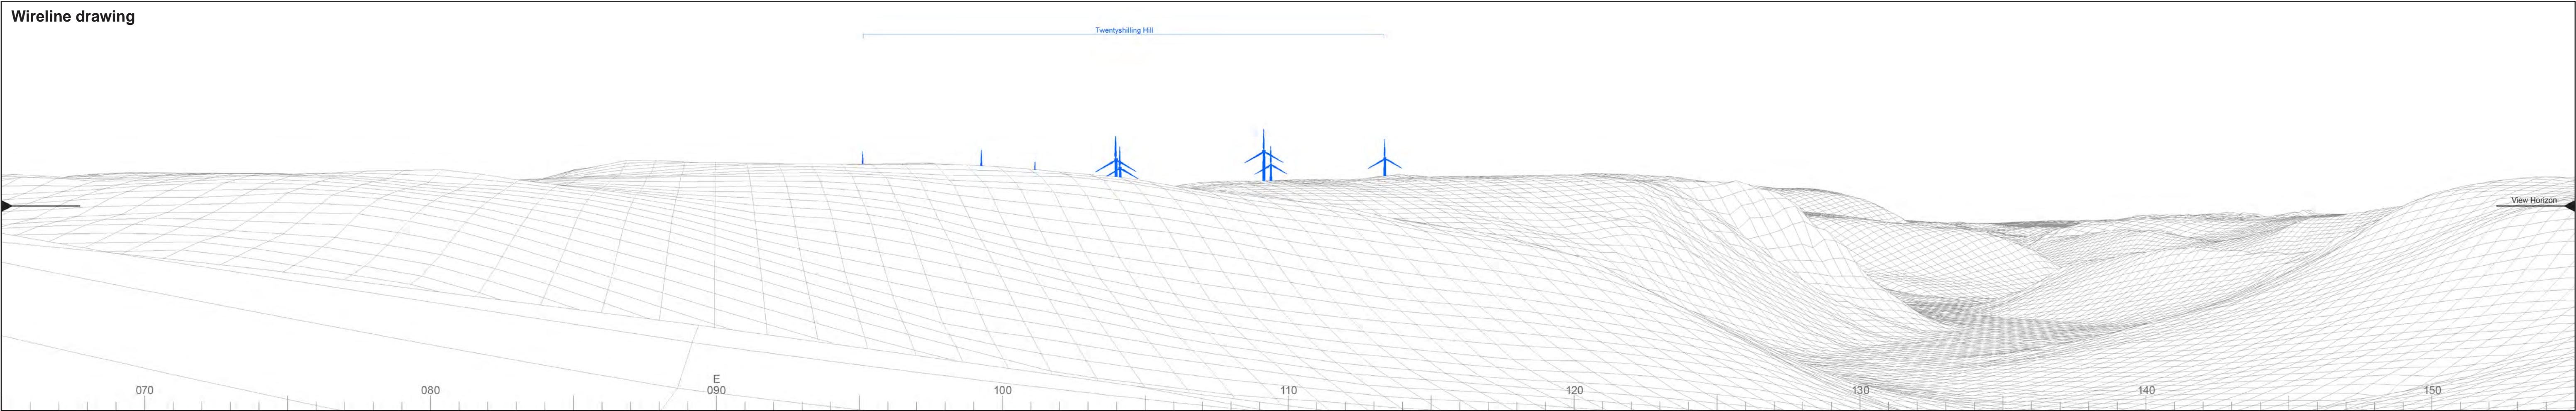 Wireline drawing
Twentyshilling Hill
View Horizon
E
070 080 090 100 110 120 130 140 150